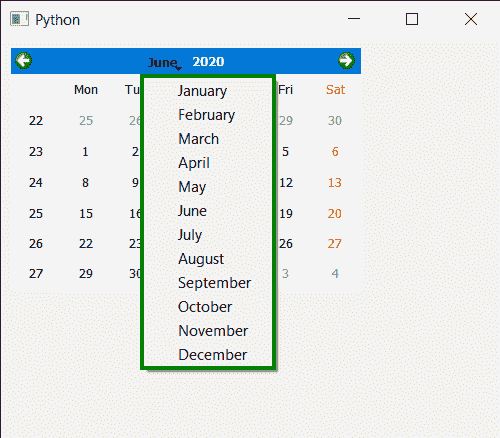 Python
June 2020
Mon Tu Fri Sat
January
February
March
April
May
June
July
August
September
October
November
December
22 25 26 29 30
23 1 2 5 6
24 8 9 12 13
25 15 16 19 20
26 22 23 26 27
27 29 30 3 4